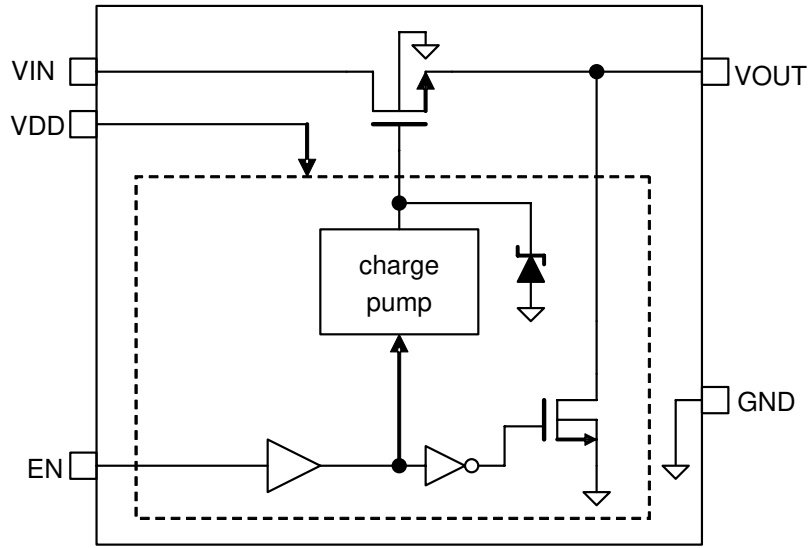 VIN
VOUT
VDD
charge
pump
GND
EN